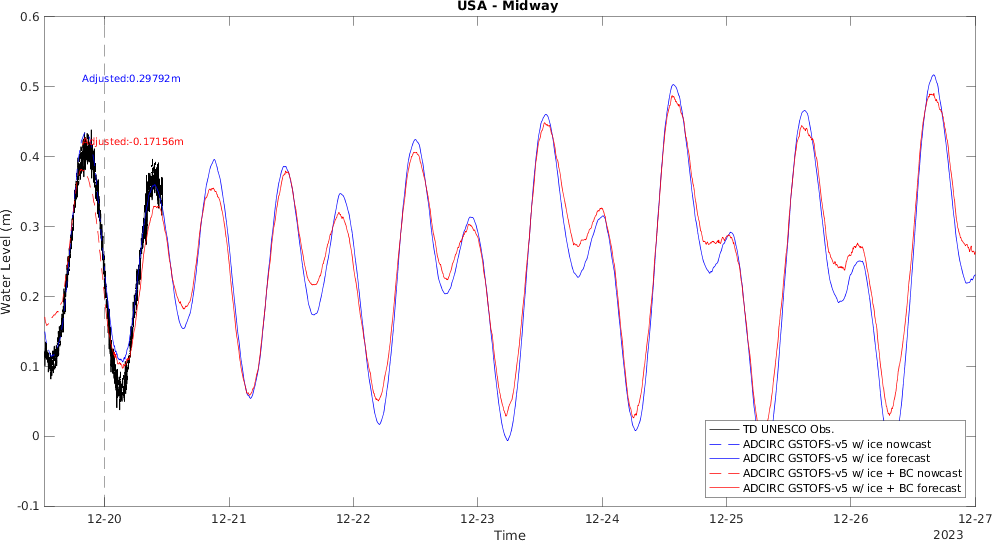 USA - Midway
0.6
0.5
0.4
0.3
0.2
0.1
0
-0.1
Water Level (m)
Adjusted:0.29792m
Adjusted:-0.17156m
TD UNESCO Obs.
ADCIRC GSTOFS-v5 w/ ice nowcast
ADCIRC GSTOFS-v5 w/ ice forecast
ADCIRC GSTOFS-v5 w/ ice + BC nowcast
ADCIRC GSTOFS-v5 w/ ice + BC forecast
12-20 12-21 12-22 12-23 12-24 12-25 12-26 12-27
Time
2023